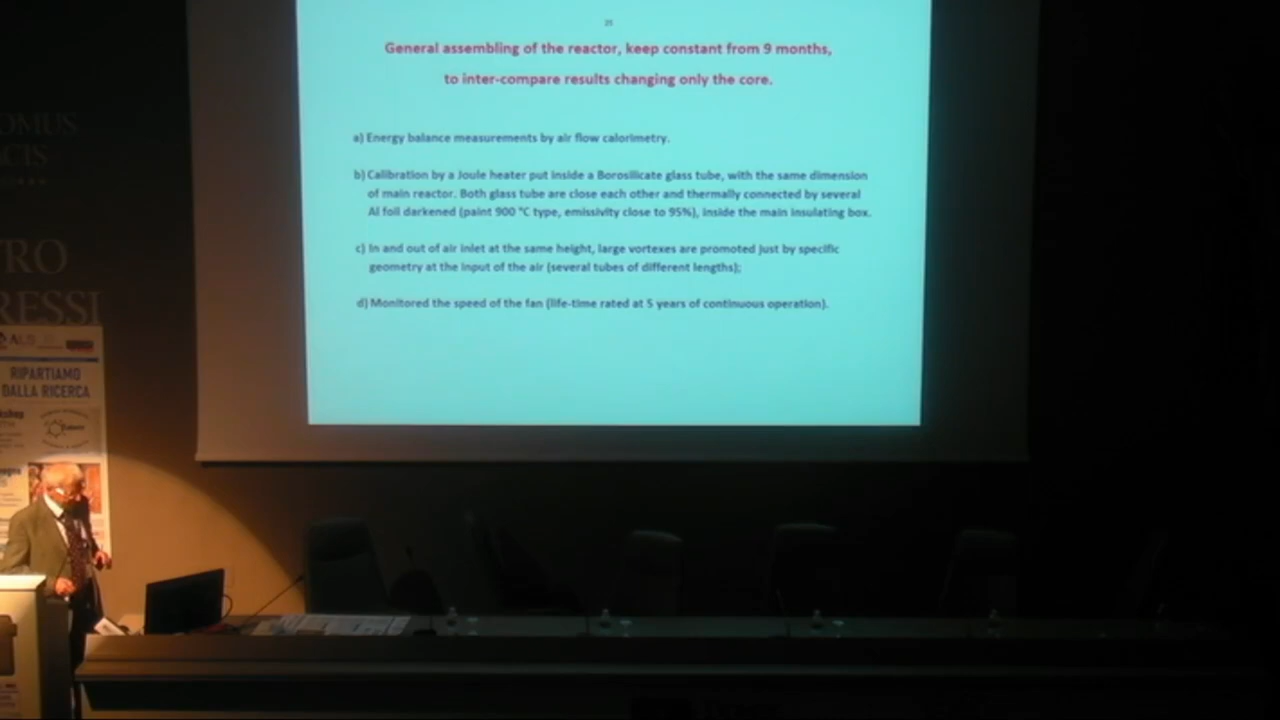 25
General assembling of the reactor, keep constant from 9 months,
to inter-compare results changing only the core.
a) Energy balance measurements by air flow calorimetry.
b) Calibration by a Joule heater put inside a Borosilicate glass tube, with the same dimension
of main reactor. Both glass tube are close each other and thermally connected by several
Al foil darkened (paint 900 °C type, emissivity close to 95%), inside the main insulating box.
c) In and out of air inlet at the same height, large vortexes are promoted just by specific
geometry at the input of the air (several tubes of different lengths);
d) Monitored the speed of the fan (life-time rated at 5 years of continuous operation).
OMUS
CIS
TRO
RESSI
RIPARTIAMO
DALLA RICERCA